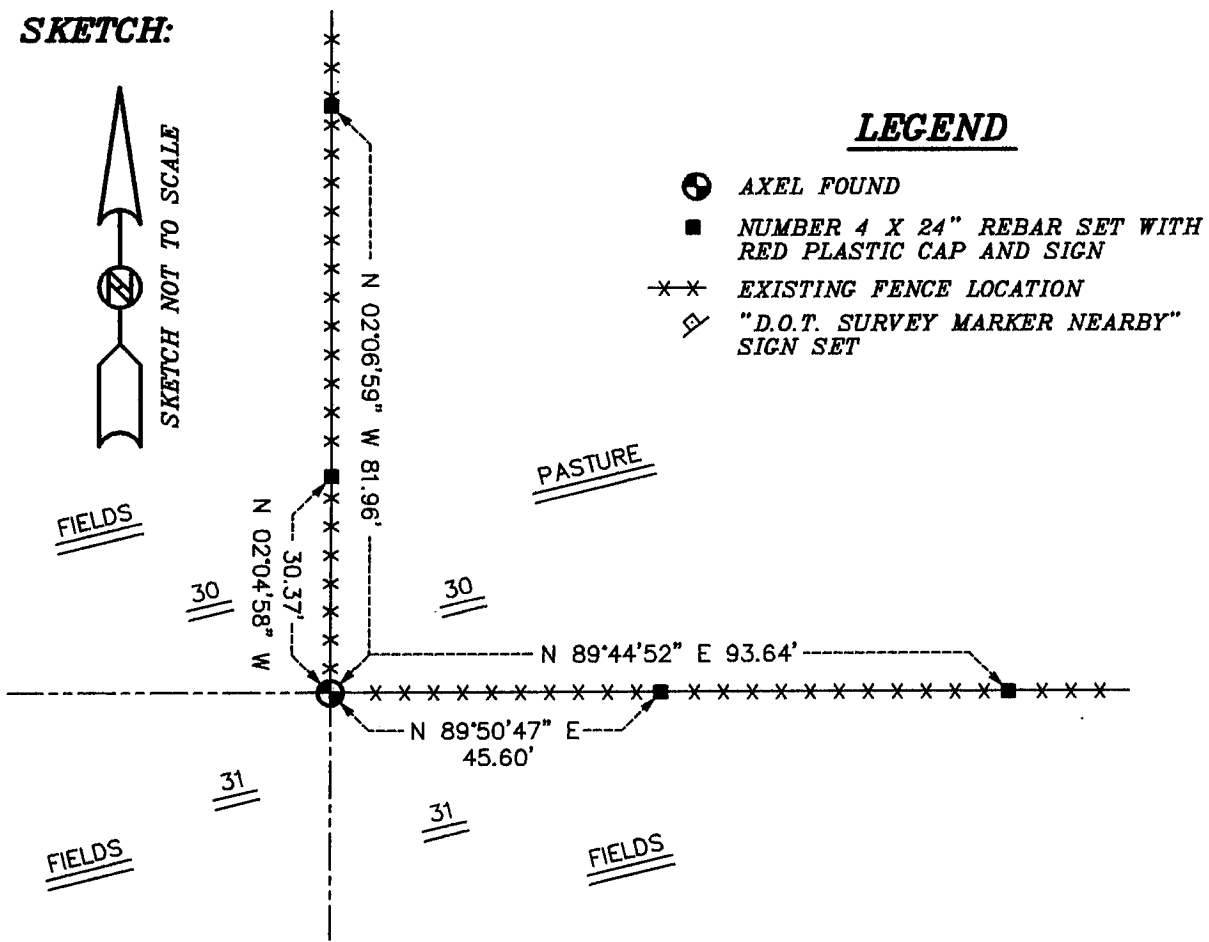 SKETCH:
N
SKETCH NOT TO SCALE
LEGEND
AXEL FOUND
NUMBER 4 X 24" REBAR SET WITH
RED PLASTIC CAP AND SIGN
EXISTING FENCE LOCATION
"D.O.T. SURVEY MARKER NEARBY"
SIGN SET
N 02°06'59" W 81.96'
PASTURE
FIELDS
30.37'
N 02°04'58" W
30
30
N 89°44'52" E 93.64'
N 89°50'47" E
45.60'
31
31
FIELDS
FIELDS